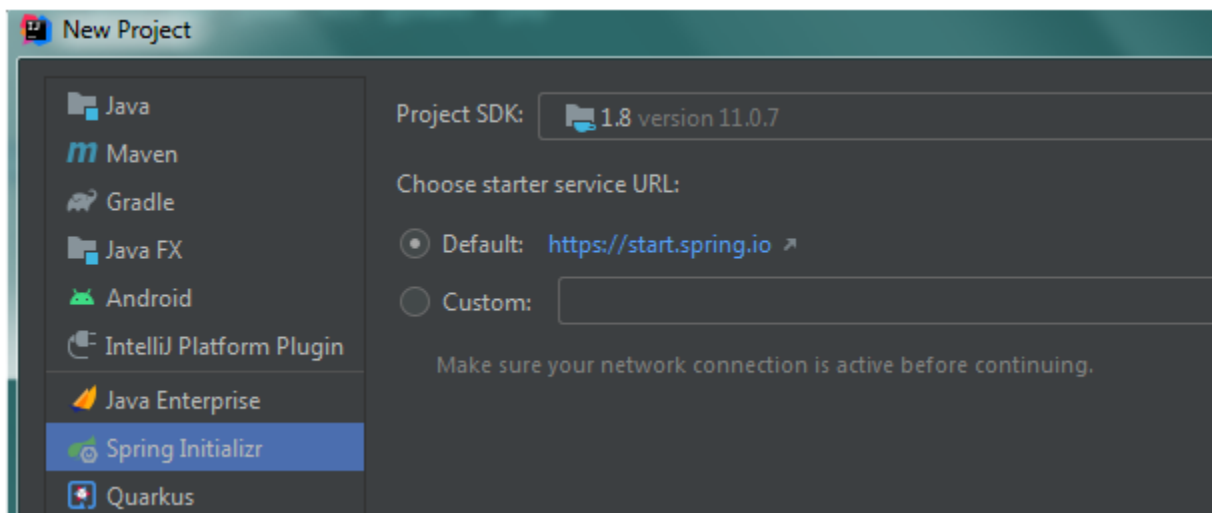 New Project
Java
Maven
Gradle
Java FX
Android
IntelliJ Platform Plugin
Java Enterprise
Spring Initializr
Quarkus
Project SDK: 1.8 version 11.0.7
Choose starter service URL:
Default: https://start.spring.io
Custom:
Make sure your network connection is active before continuing.